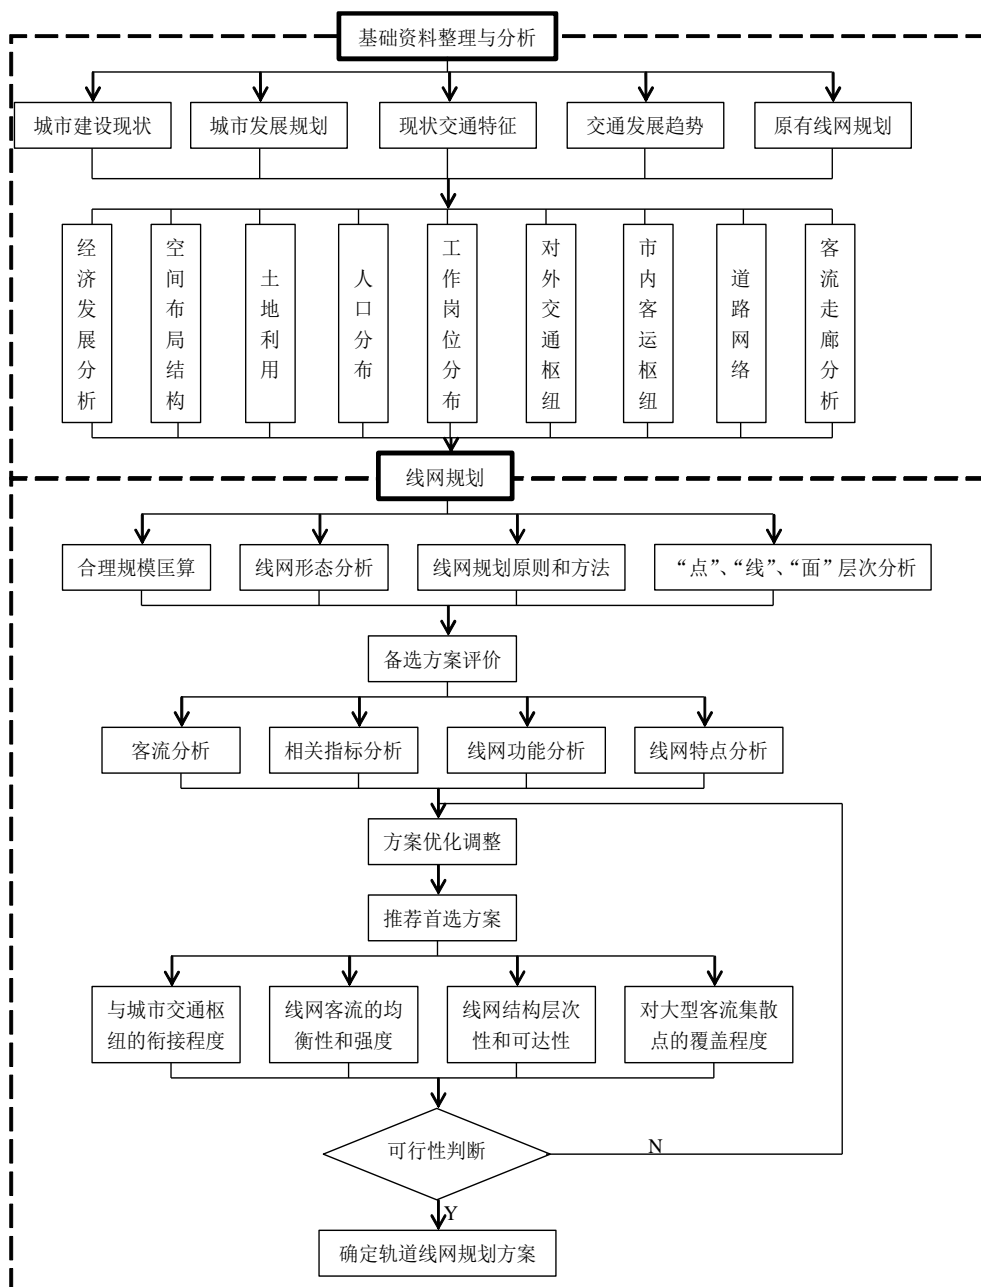 基础资料整理与分析
城市建设现状
城市发展规划
现状交通特征
交通发展趋势
原有线网规划
经济发展分析
空间布局结构
土地利用
人口分布
工作岗位分布
对外交通枢纽
市内客运枢纽
道路网络
客流走廊分析
线网规划
合理规模匡算
线网形态分析
线网规划原则和方法
“点”、“线”、“面”层次分析
备选方案评价
客流分析
相关指标分析
线网功能分析
线网特点分析
方案优化调整
推荐首选方案
与城市交通枢
纽的衔接程度
线网客流的均
衡性和强度
线网结构层次
性和可达性
对大型客流集散
点的覆盖程度
可行性判断
N
Y
确定轨道线网规划方案